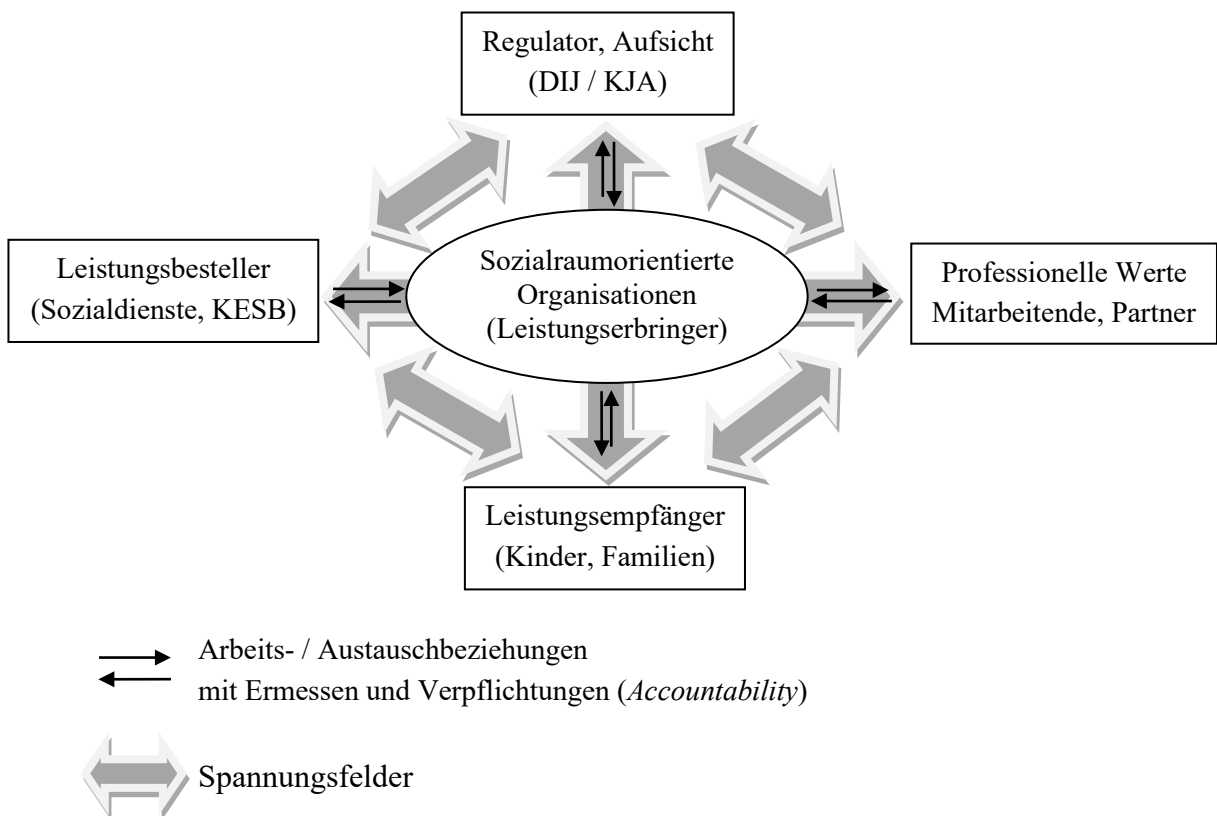 Regulator, Aufsicht
(DIJ / KJA)
Leistungsbesteller
(Sozialdienste, KESB)
Sozialraumorientierte
Organisationen
(Leistungserbringer)
Professionelle Werte
Mitarbeitende, Partner
Leistungsempfänger
(Kinder, Familien)
Arbeits- / Austauschbeziehungen
mit Ermessen und Verpflichtungen (Accountability)
Spannungsfelder